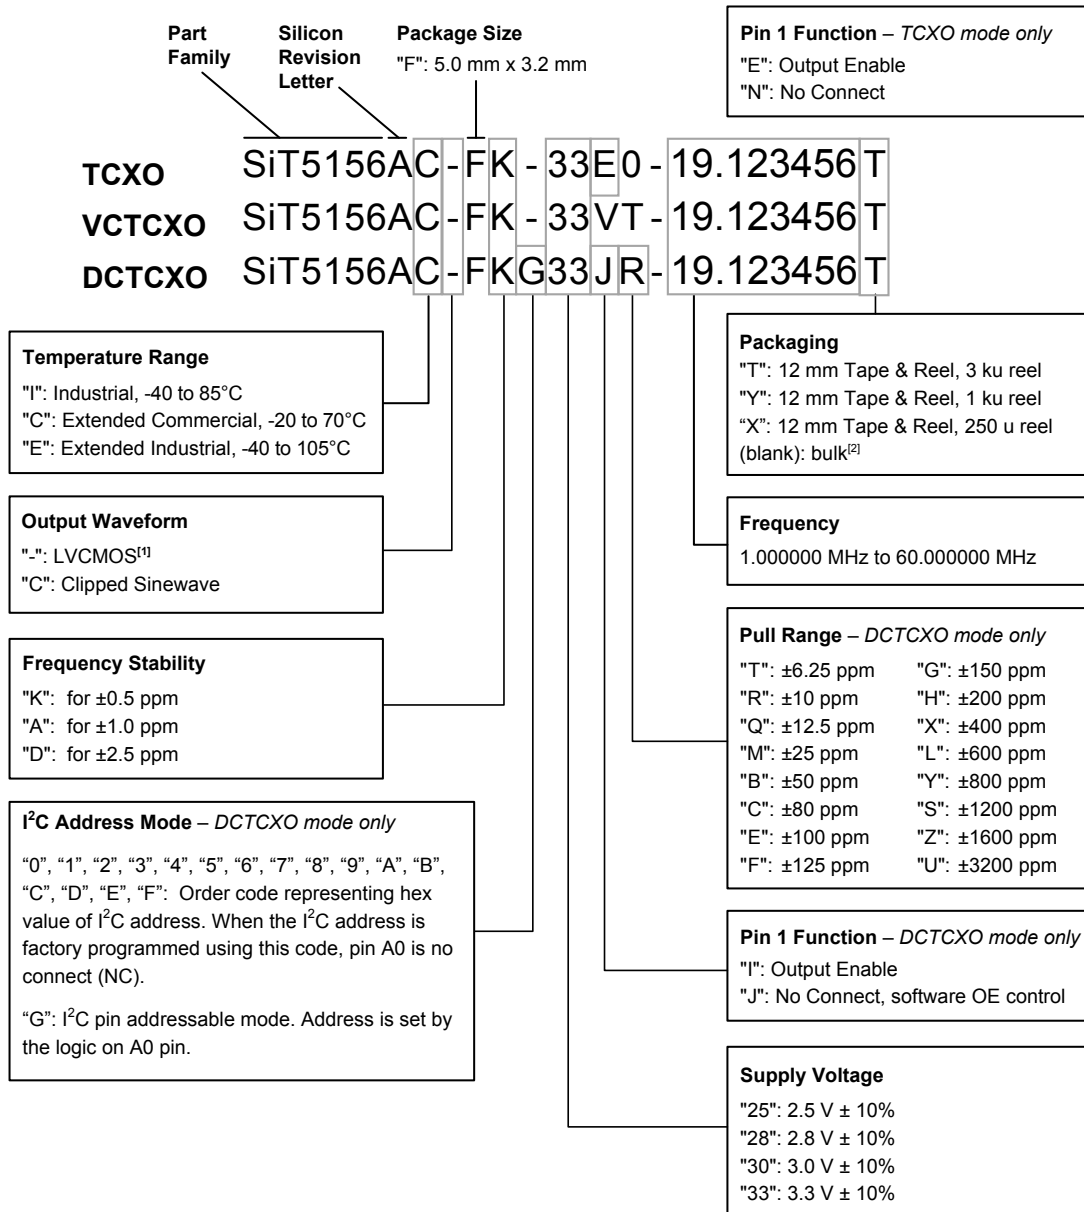 Part Family
Silicon Revision Letter
Package Size
"F": 5.0 mm x 3.2 mm
Pin 1 Function – TCXO mode only
"E": Output Enable
"N": No Connect
TCXO SiT5156AC-FK-33E0-19.123456T
VCTCXO SiT5156AC-FK-33VT-19.123456T
DCTCXO SiT5156AC-FKG33JR-19.123456T
Temperature Range
"I": Industrial, -40 to 85°C
"C": Extended Commercial, -20 to 70°C
"E": Extended Industrial, -40 to 105°C
Output Waveform
"-": LVCMOS[1]
"C": Clipped Sinewave
Frequency Stability
"K": for ±0.5 ppm
"A": for ±1.0 ppm
"D": for ±2.5 ppm
I2C Address Mode – DCTCXO mode only
“0”, “1”, “2”, “3”, “4”, “5”, “6”, “7”, “8”, “9”, “A”, “B”,
“C”, “D”, “E”, “F”: Order code representing hex
value of I2C address. When the I2C address is
factory programmed using this code, pin A0 is no
connect (NC).
“G”: I2C pin addressable mode. Address is set by
the logic on A0 pin.
Packaging
"T": 12 mm Tape & Reel, 3 ku reel
"Y": 12 mm Tape & Reel, 1 ku reel
“X”: 12 mm Tape & Reel, 250 u reel
(blank): bulk[2]
Frequency
1.000000 MHz to 60.000000 MHz
Pull Range – DCTCXO mode only
"T": ±6.25 ppm "G": ±150 ppm
"R": ±10 ppm "H": ±200 ppm
"Q": ±12.5 ppm "X": ±400 ppm
"M": ±25 ppm "L": ±600 ppm
"B": ±50 ppm "Y": ±800 ppm
"C": ±80 ppm "S": ±1200 ppm
"E": ±100 ppm "Z": ±1600 ppm
"F": ±125 ppm "U": ±3200 ppm
Pin 1 Function – DCTCXO mode only
"I": Output Enable
"J": No Connect, software OE control
Supply Voltage
"25": 2.5 V ± 10%
"28": 2.8 V ± 10%
"30": 3.0 V ± 10%
"33": 3.3 V ± 10%